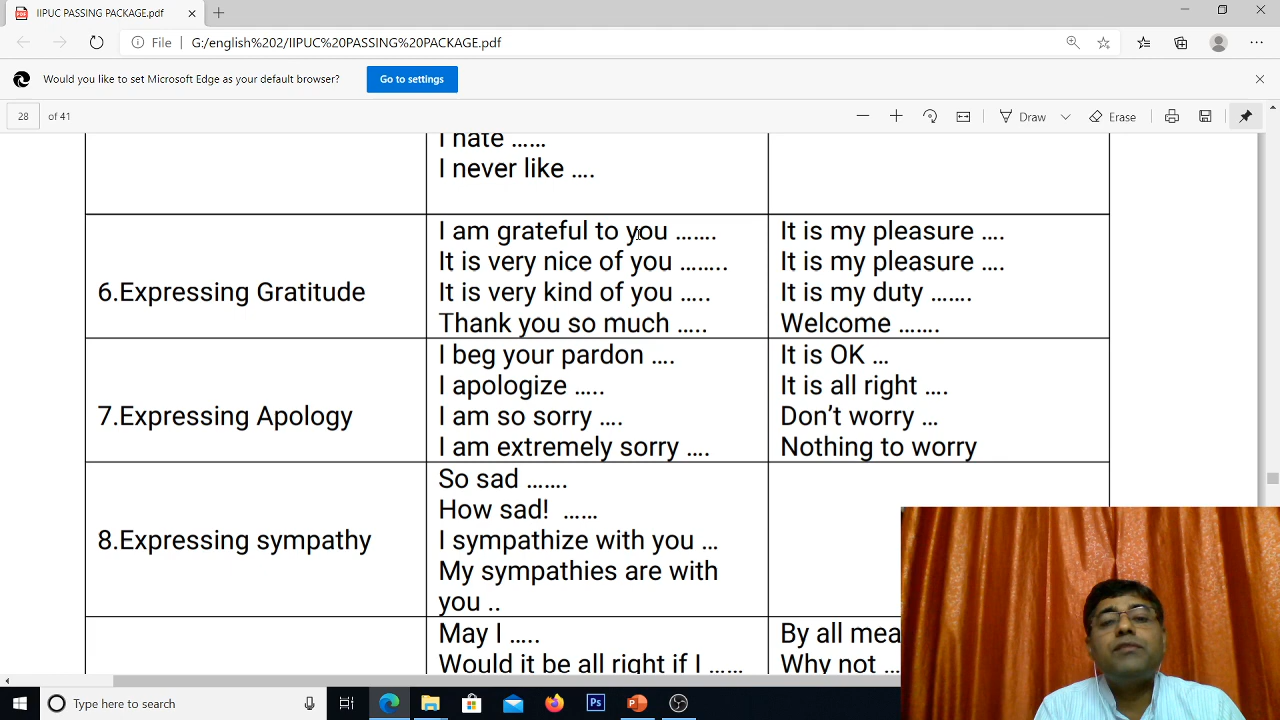 IIPUC PASSING PACKAGE.pdf
File
G:/english%202/IIPUC%20PASSING%20PACKAGE.pdf
Would you like to set Microsoft Edge as your default browser?
Go to settings
28 of 41
Draw
Erase
I hate ……
I never like ….
6.Expressing Gratitude
I am grateful to you …….
It is very nice of you ……..
It is very kind of you …..
Thank you so much …..
It is my pleasure ….
It is my pleasure ….
It is my duty …….
Welcome …….
7.Expressing Apology
I beg your pardon ….
I apologize …..
I am so sorry ….
I am extremely sorry ….
It is OK …
It is all right ….
Don’t worry …
Nothing to worry
8.Expressing sympathy
So sad …….
How sad!  ……
I sympathize with you …
My sympathies are with
you ..
May I …..
Would it be all right if I ……
By all mea
Why not ...
Type here to search
Ps